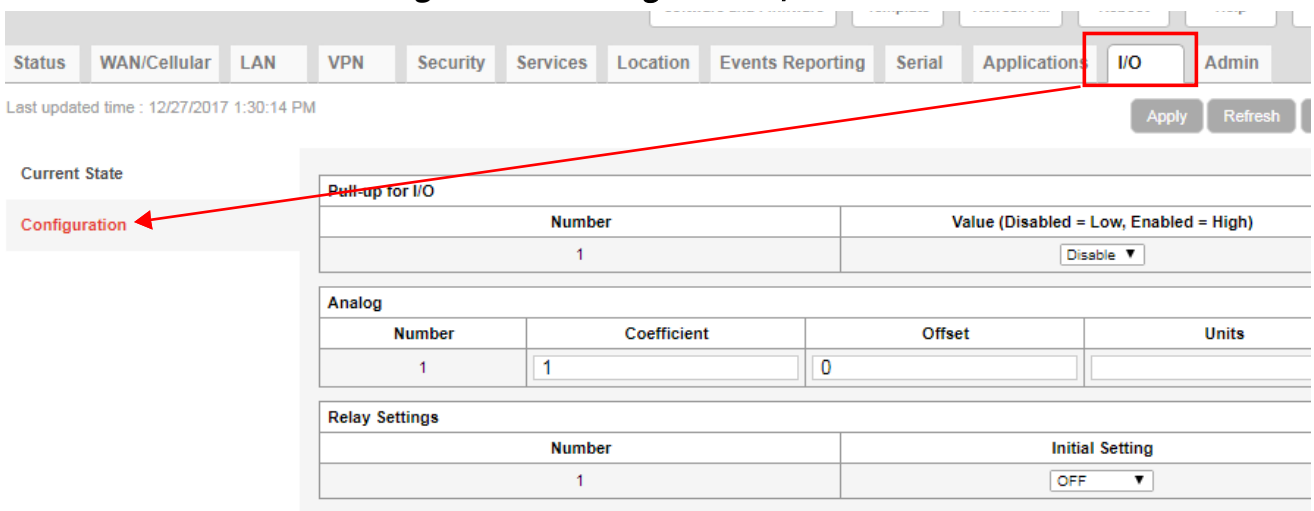 Status WAN/Cellular LAN VPN Security Services Location Events Reporting Serial Applications I/O Admin
Last updated time : 12/27/2017 1:30:14 PM
Apply Refresh
Current State
Configuration
Pull-up for I/O
Number Value (Disabled = Low, Enabled = High)
1 Disable ▼
Analog
Number Coefficient Offset Units
1 1 0
Relay Settings
Number Initial Setting
1 OFF ▼